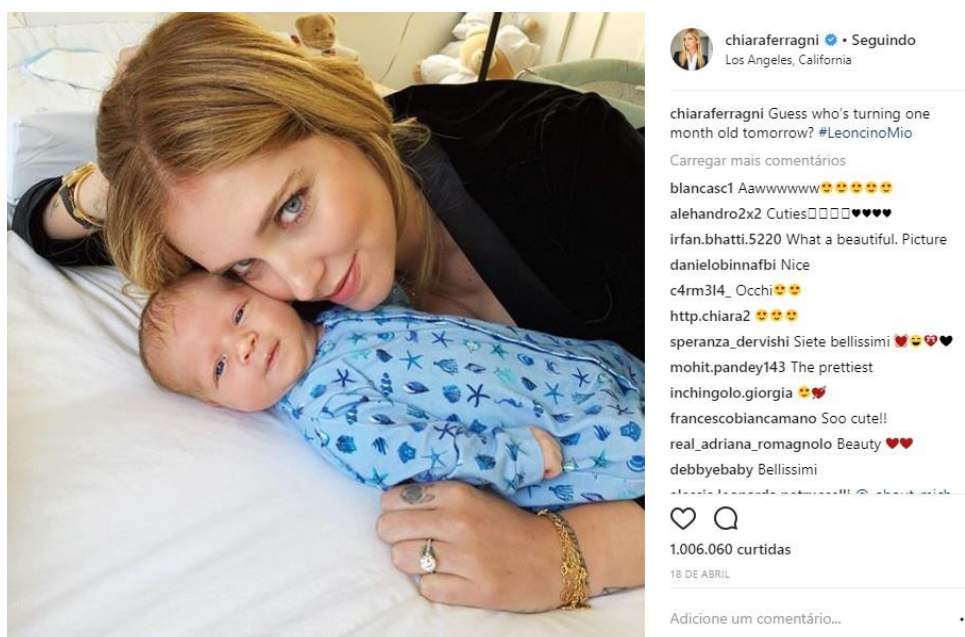 chiaraferragni • Seguindo
Los Angeles, California
chiaraferragni Guess who's turning one
month old tomorrow? #LeoncinoMio
Carregar mais comentários
blancasc1 Aawwwwww😍😍😍😍😍
alehandro2x2 Cuties▯▯▯▯♥♥♥♥
irfan.bhatti.5220 What a beautiful. Picture
danielobinnafbi Nice
c4rm3l4_ Occhi😍😍
http.chiara2 😍😍😍
speranza_dervishi Siete bellissimi 💓😄💖🖤
mohit.pandey143 The prettiest
inchingolo.giorgia 😍💘
francescobiancamano Soo cute!!
real_adriana_romagnolo Beauty ❤❤
debbyebaby Bellissimi
1.006.060 curtidas
18 DE ABRIL
Adicione um comentário...